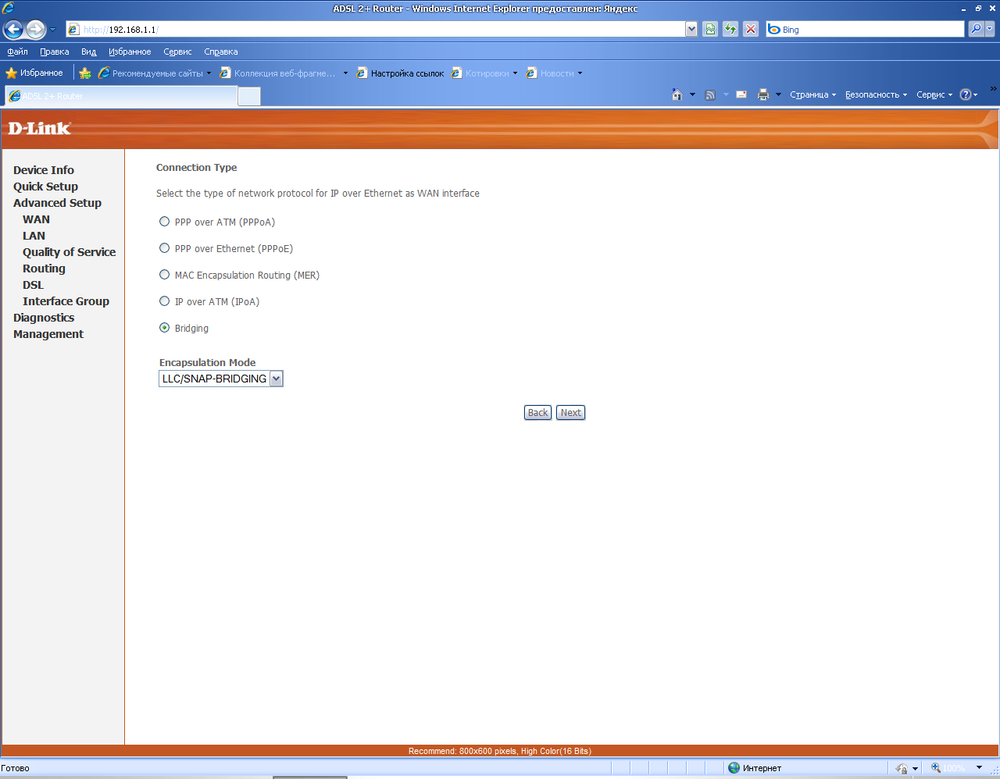 ADSL 2+ Router - Windows Internet Explorer предоставлен: Яндекс
http://192.168.1.1/
Bing
Файл Правка Вид Избранное Сервис Справка
Избранное Рекомендуемые сайты Коллекция веб-фрагме... Настройка ссылок Котировки Новости
ADSL 2+ Router
Страница Безопасность Сервис
D-Link
Device Info
Quick Setup
Advanced Setup
WAN
LAN
Quality of Service
Routing
DSL
Interface Group
Diagnostics
Management
Connection Type
Select the type of network protocol for IP over Ethernet as WAN interface
PPP over ATM (PPPoA)
PPP over Ethernet (PPPoE)
MAC Encapsulation Routing (MER)
IP over ATM (IPoA)
Bridging
Encapsulation Mode
LLC/SNAP-BRIDGING
Back Next
Recommend: 800x600 pixels, High Color(16 Bits)
Готово Интернет 100%